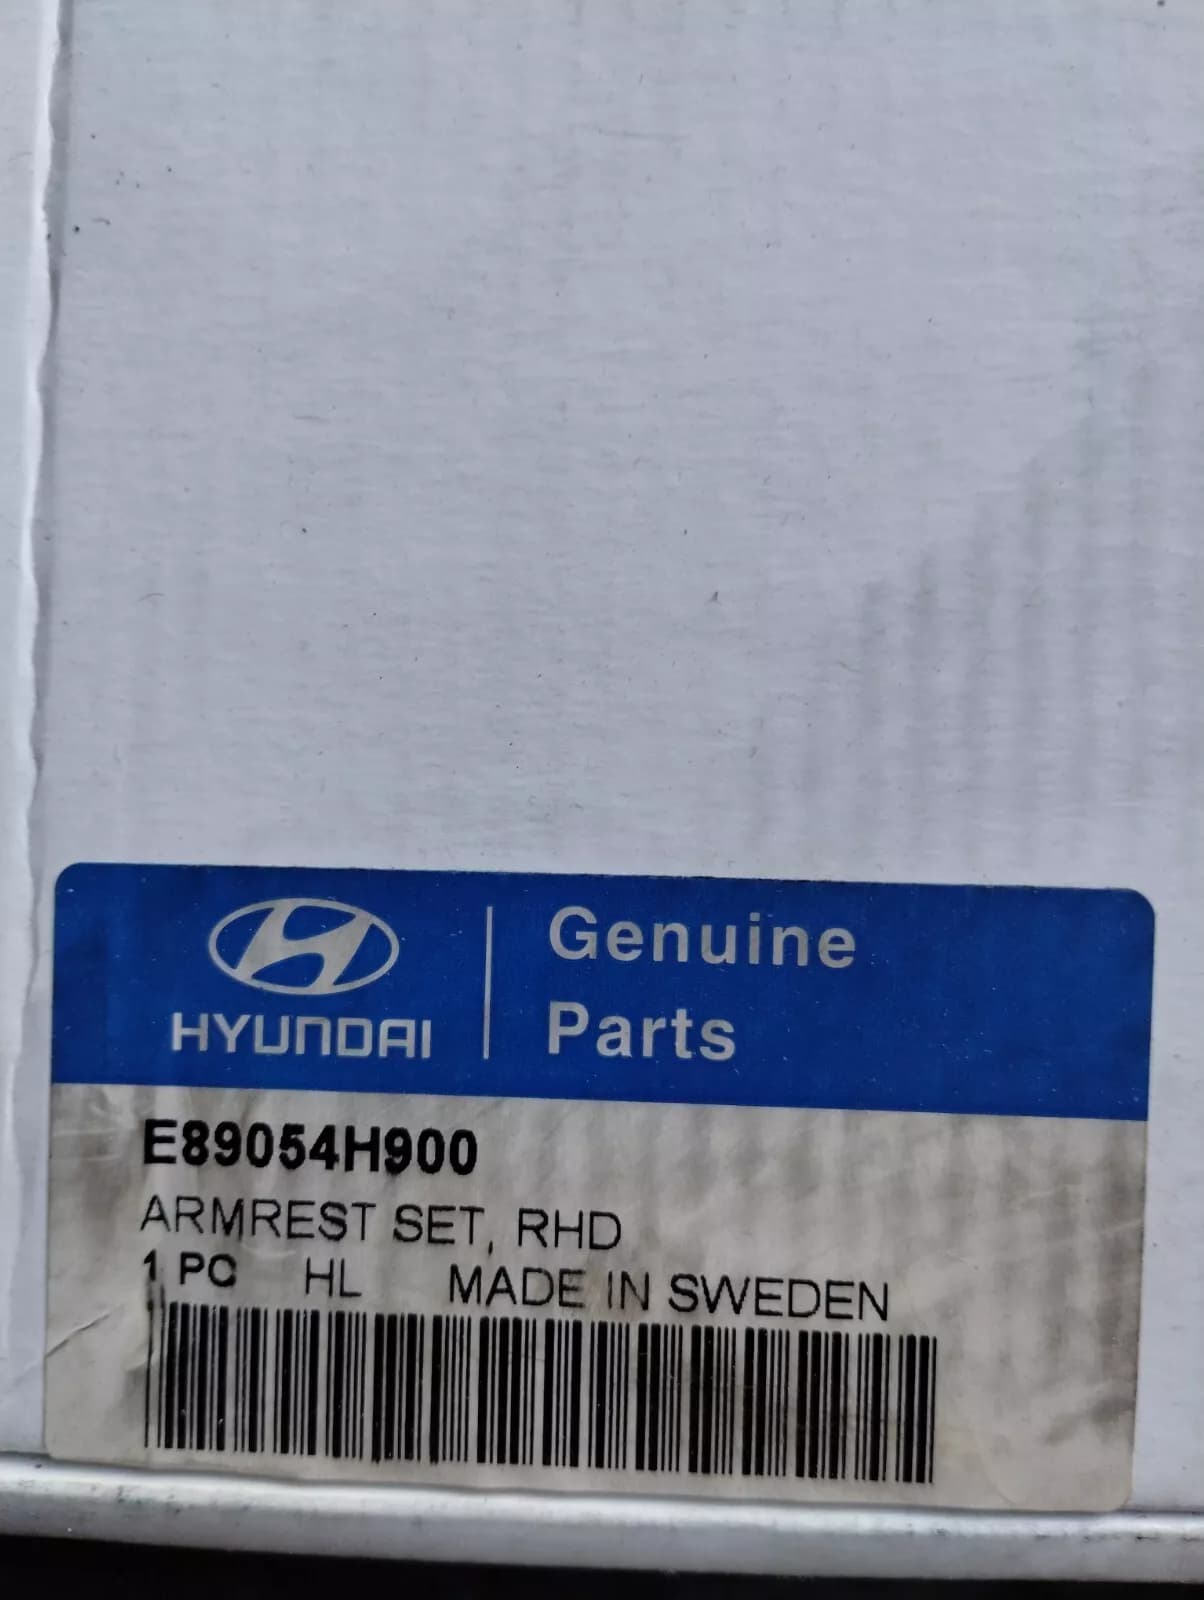 HYUNDAI
Genuine
Parts
E89054H900
ARMREST SET, RHD
1 PC HL MADE IN SWEDEN